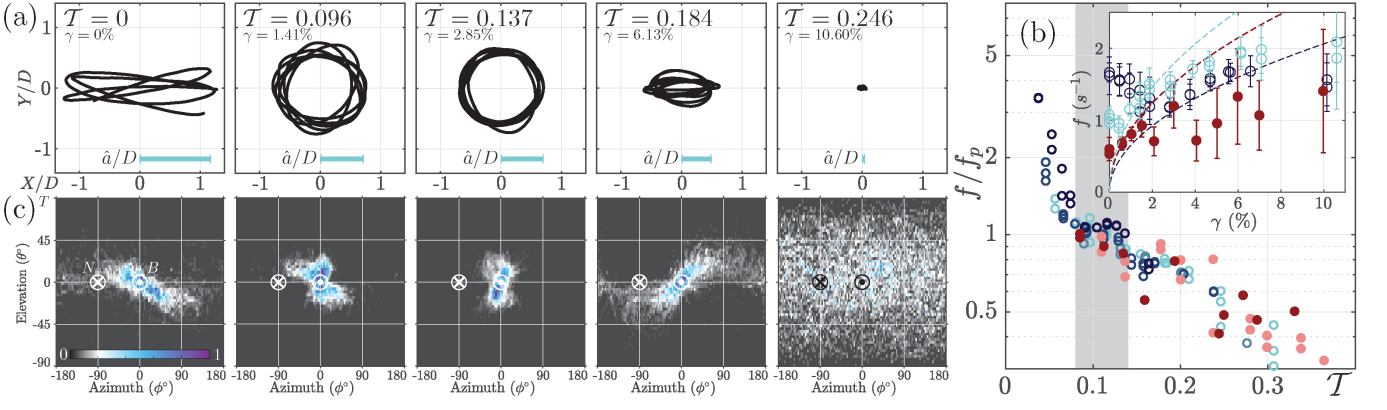 (a)
𝒯 = 0
γ = 0%
𝒯 = 0.096
γ = 1.41%
𝒯 = 0.137
γ = 2.85%
𝒯 = 0.184
γ = 6.13%
𝒯 = 0.246
γ = 10.60%
Y/D
1
0
-1
â/D
â/D
â/D
â/D
â/D
X/D
-1 0 1
-1 0 1
-1 0 1
-1 0 1
-1 0 1
(c)
T
Elevation (θ°)
45
0
-45
-90
N
B
0 1
-180 -90 0 90 180
-180 -90 0 90 180
-180 -90 0 90 180
-180 -90 0 90 180
-180 -90 0 90 180
Azimuth (ϕ°)
Azimuth (ϕ°)
Azimuth (ϕ°)
Azimuth (ϕ°)
Azimuth (ϕ°)
(b)
f/f_p
5
2
1
0.5
0 0.1 0.2 0.3 𝒯
f (s⁻¹)
2
1
0
0 2 4 6 8 10
γ (%)